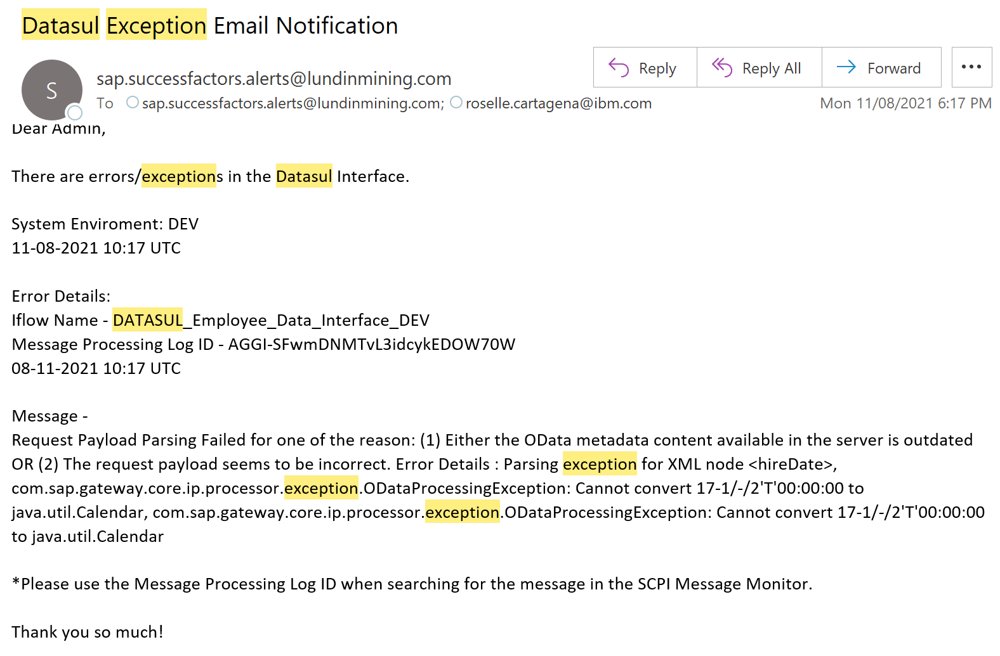 Datasul Exception Email Notification
Reply
Reply All
Forward
S
sap.successfactors.alerts@lundinmining.com
To sap.successfactors.alerts@lundinmining.com; roselle.cartagena@ibm.com
Mon 11/08/2021 6:17 PM
Dear Admin,
There are errors/exceptions in the Datasul Interface.
System Enviroment: DEV
11-08-2021 10:17 UTC
Error Details:
Iflow Name - DATASUL_Employee_Data_Interface_DEV
Message Processing Log ID - AGGI-SFwmDNMTvL3idcykEDOW70W
08-11-2021 10:17 UTC
Message -
Request Payload Parsing Failed for one of the reason: (1) Either the OData metadata content available in the server is outdated
OR (2) The request payload seems to be incorrect. Error Details : Parsing exception for XML node <hireDate>,
com.sap.gateway.core.ip.processor.exception.ODataProcessingException: Cannot convert 17-1/-/2'T'00:00:00 to
java.util.Calendar, com.sap.gateway.core.ip.processor.exception.ODataProcessingException: Cannot convert 17-1/-/2'T'00:00:00
to java.util.Calendar
*Please use the Message Processing Log ID when searching for the message in the SCPI Message Monitor.
Thank you so much!